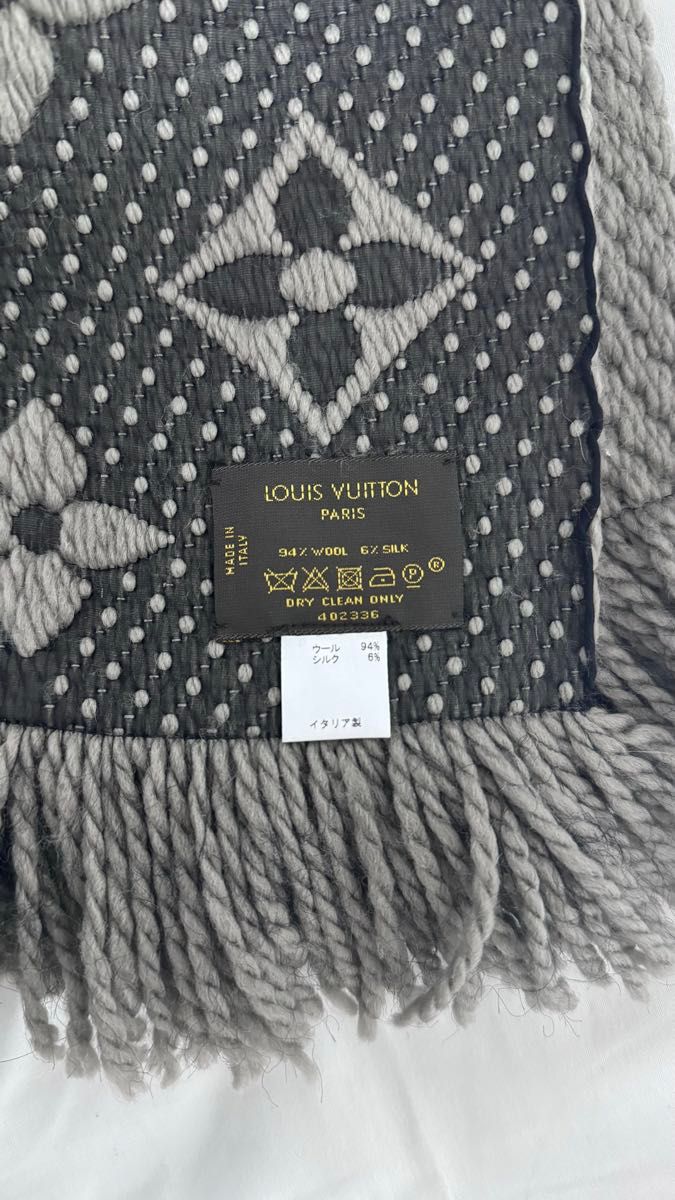 LOUIS VUITTON
PARIS
MADE IN
ITALY
94% WOOL 6% SILK
P
R
DRY CLEAN ONLY
402336
ウール 94%
シルク 6%
イタリア製